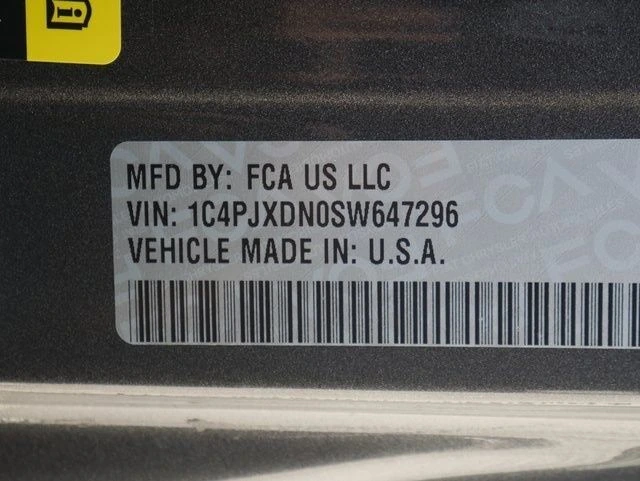 MFD BY: FCA US LLC
VIN: 1C4PJXDN0SW647296
VEHICLE MADE IN: U.S.A.